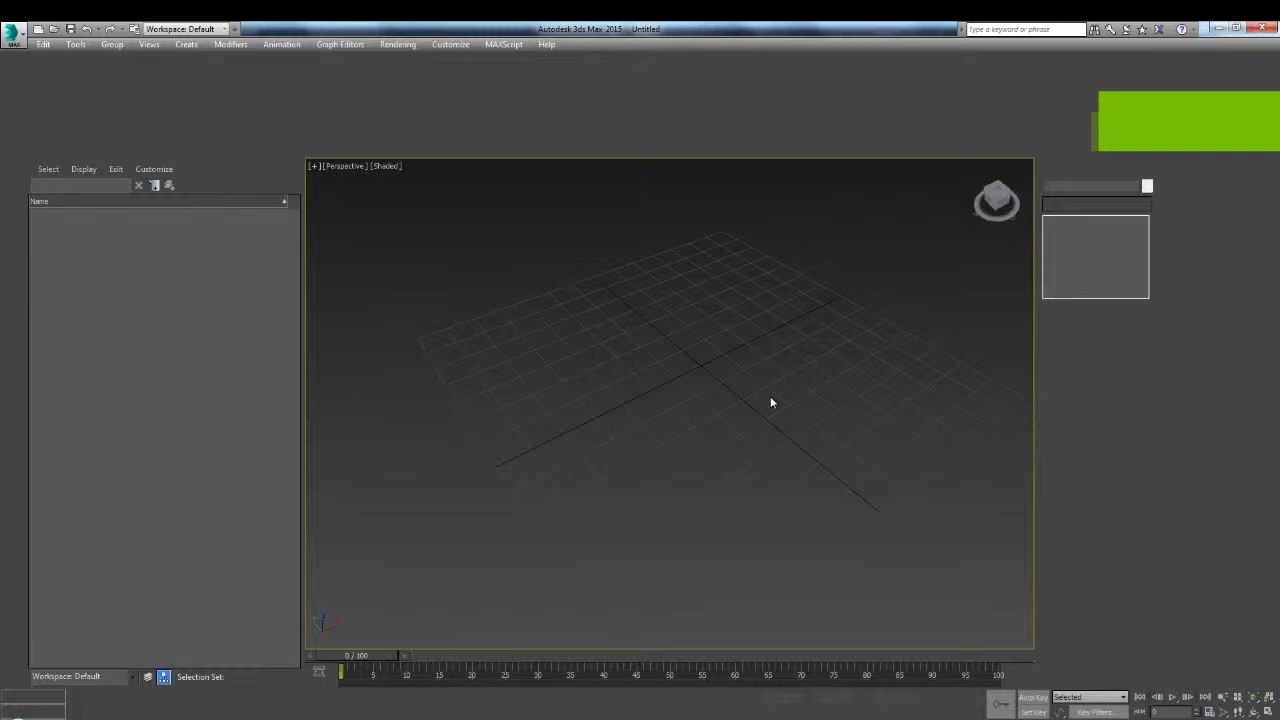 MAX
Workspace: Default
Autodesk 3ds Max 2015 Untitled
Type a keyword or phrase
Edit Tools Group Views Create Modifiers Animation Graph Editors Rendering Customize MAXScript Help
Select Display Edit Customize
[+] [Perspective] [Shaded]
Name
0 / 100
Workspace: Default
Selection Set:
5 10 15 20 25 30 35 40 45 50 55 60 65 70 75 80 85 90 95 100
Auto Key
Selected
Set Key
Key Filters...
0